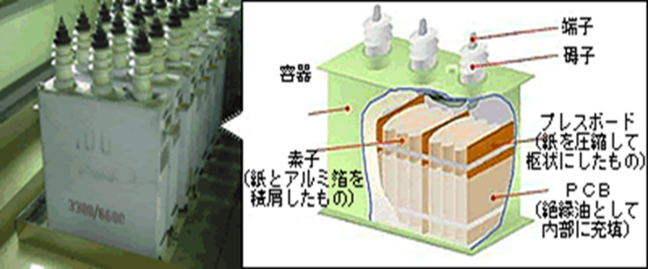 100
3300/6600
端子
碍子
容器
プレスボード
(紙を圧縮して
板状にしたもの)
素子
(紙とアルミ箔を
積層したもの)
ＰＣＢ
(絶縁油として
内部に充填)